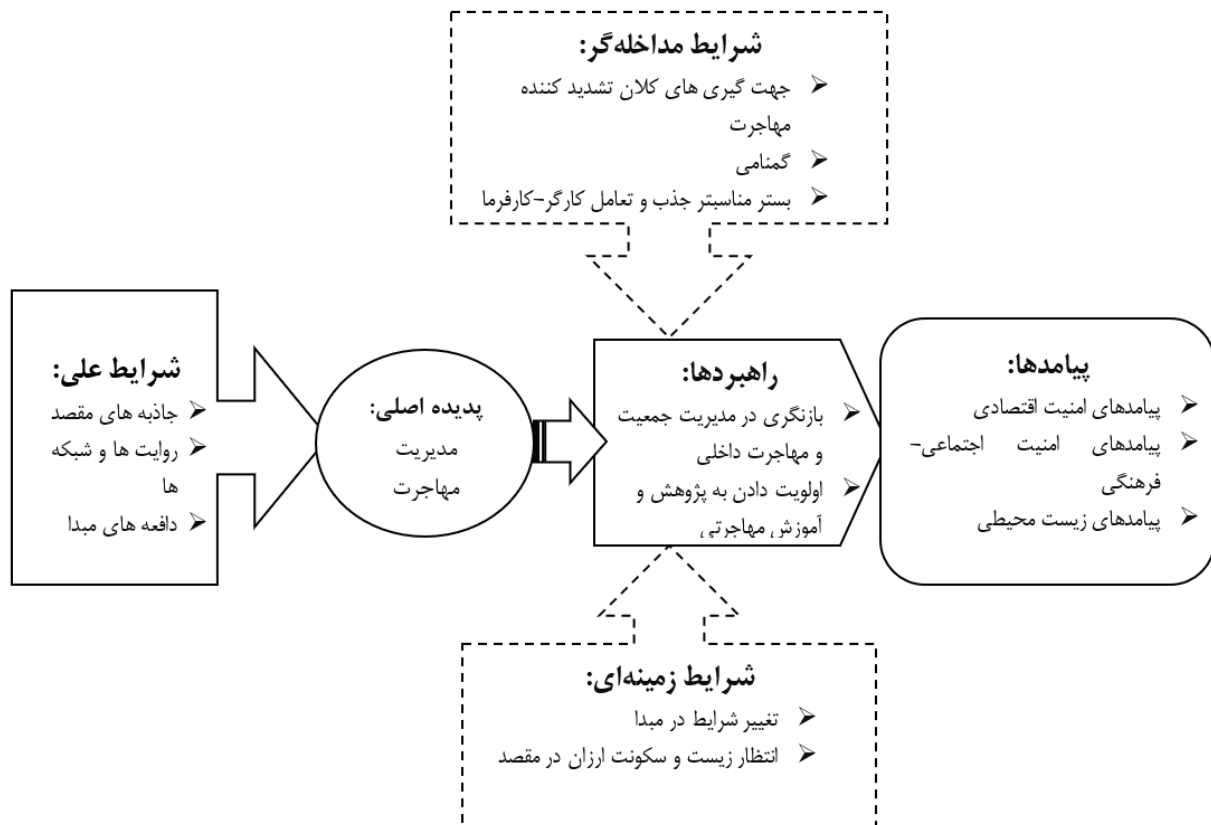 شرایط مداخله‌گر:
جهت گیری های کلان تشدید کننده
مهاجرت
گمنامی
بستر مناسبتر جذب و تعامل کارگر-کارفرما
شرایط علی:
جاذبه های مقصد
روایت ها و شبکه
ها
دافعه های مبدا
پدیده اصلی:
مدیریت
مهاجرت
راهبردها:
بازنگری در مدیریت جمعیت
و مهاجرت داخلی
اولویت دادن به پژوهش و
آموزش مهاجرتی
پیامدها:
پیامدهای امنیت اقتصادی
پیامدهای امنیت اجتماعی-
فرهنگی
پیامدهای زیست محیطی
شرایط زمینه‌ای:
تغییر شرایط در مبدا
انتظار زیست و سکونت ارزان در مقصد